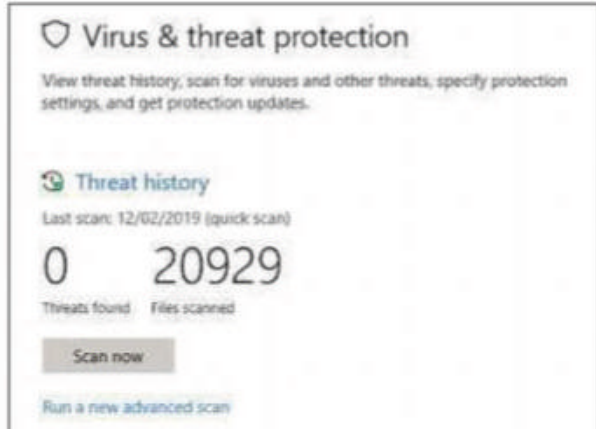 Virus & threat protection
View threat history, scan for viruses and other threats, specify protection
settings, and get protection updates.
Threat history
Last scan: 12/02/2019 (quick scan)
0 20929
Threats found Files scanned
Scan now
Run a new advanced scan